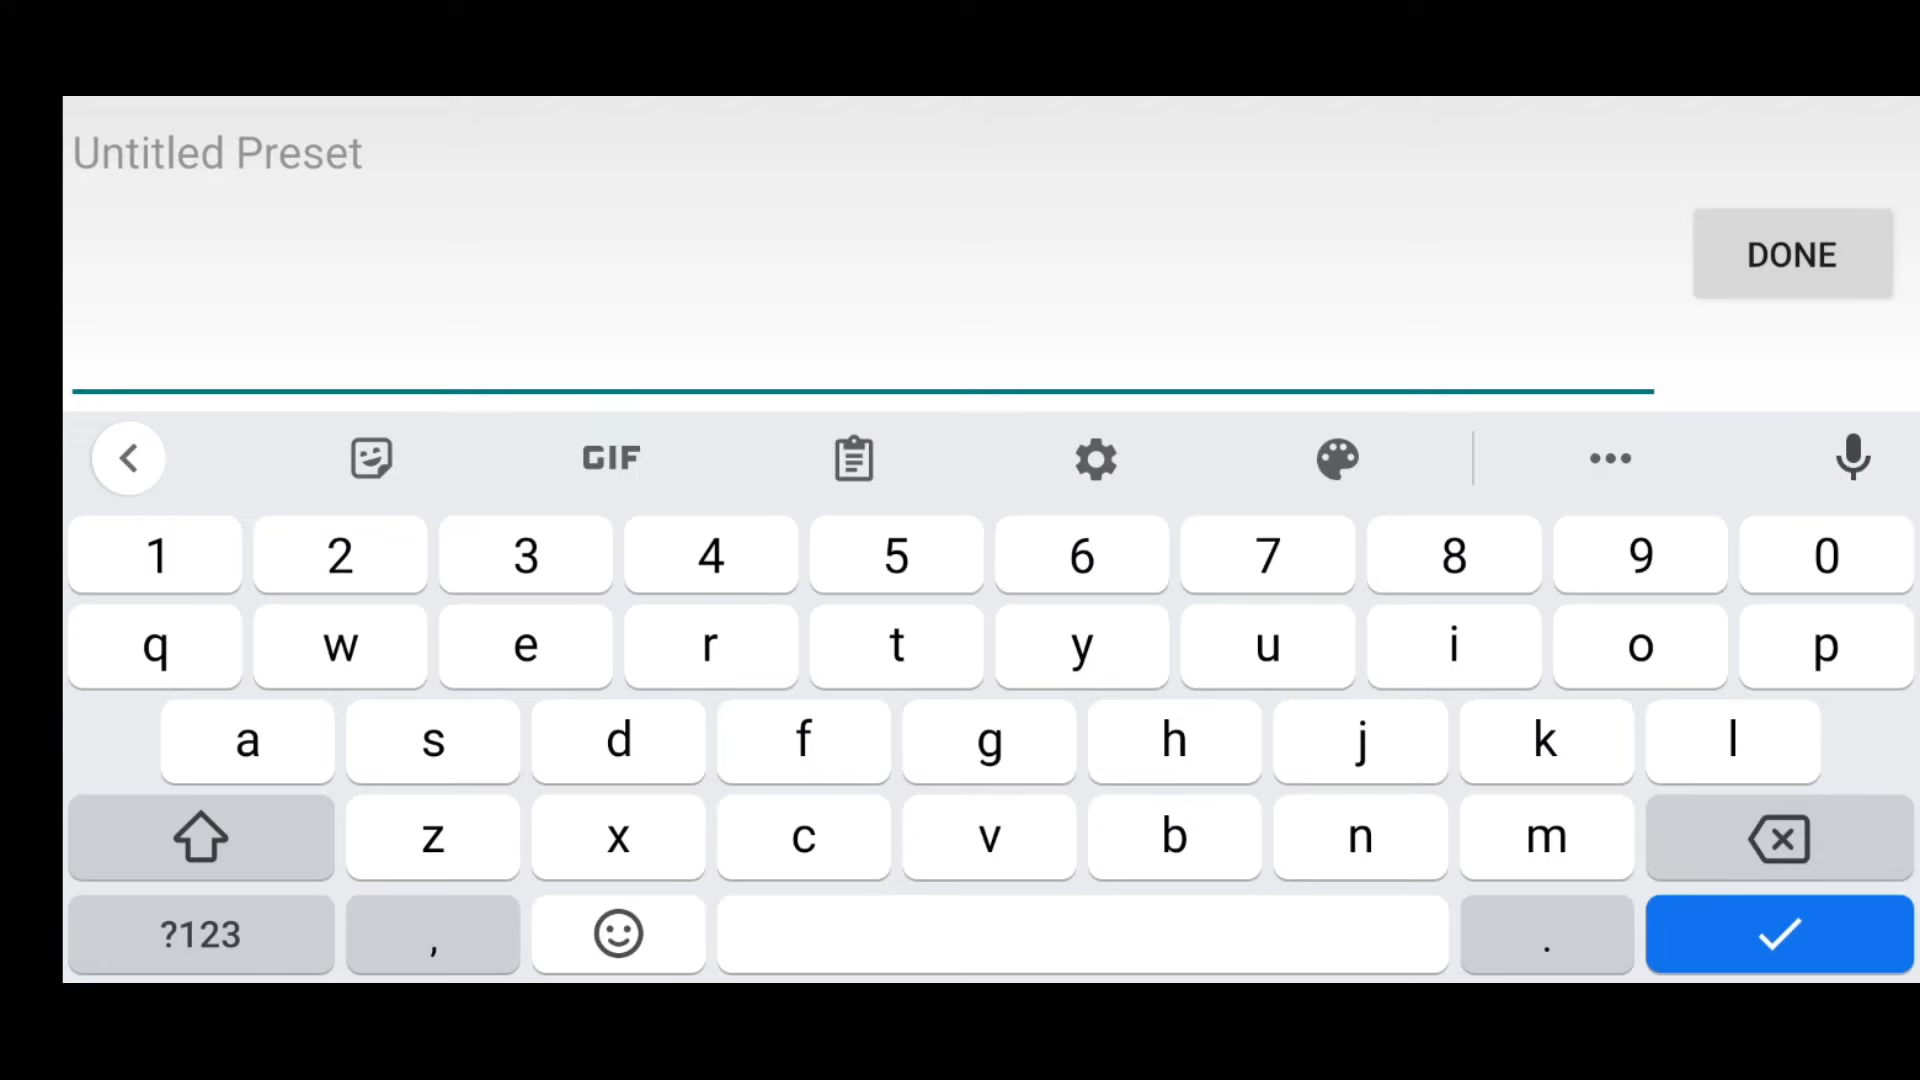 Untitled Preset
DONE
GIF
1 2 3 4 5 6 7 8 9 0
q w e r t y u i o p
a s d f g h j k l
z x c v b n m
?123 , .